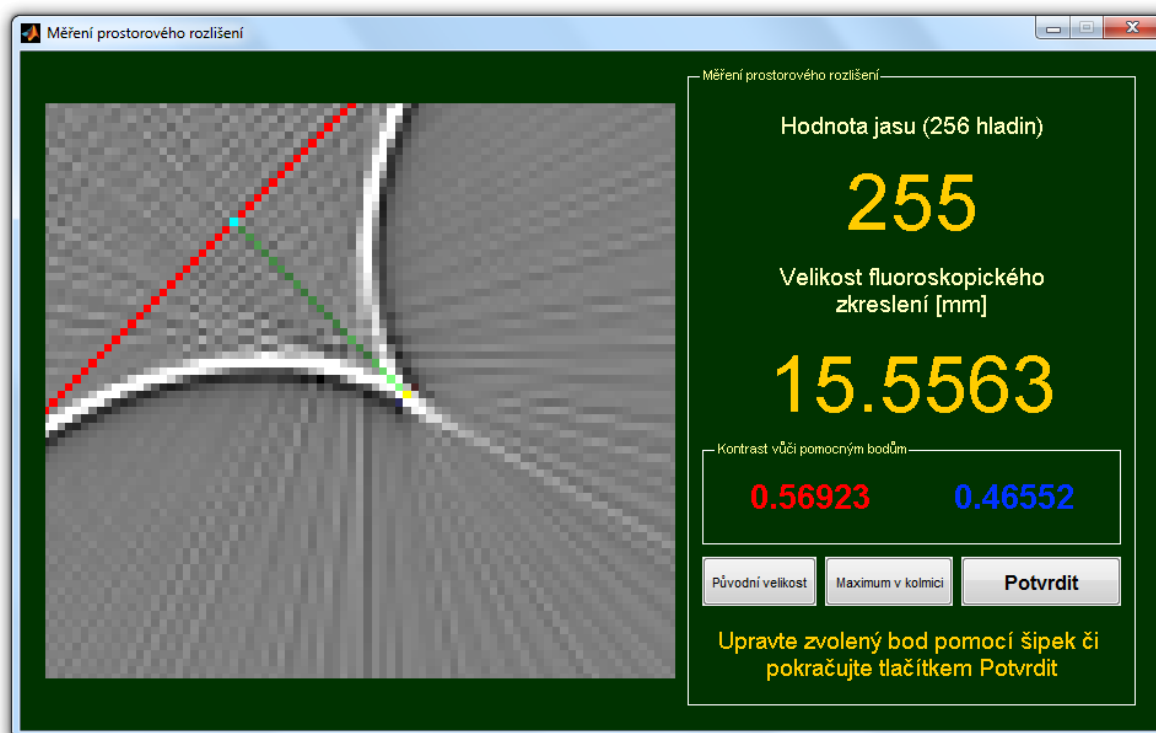 Měření prostorového rozlišení
Měření prostorového rozlišení
Hodnota jasu (256 hladin)
255
Velikost fluoroskopického
zkreslení [mm]
15.5563
Kontrast vůči pomocným bodům
0.56923
0.46552
Původní velikost
Maximum v kolmici
Potvrdit
Upravte zvolený bod pomocí šipek či
pokračujte tlačítkem Potvrdit